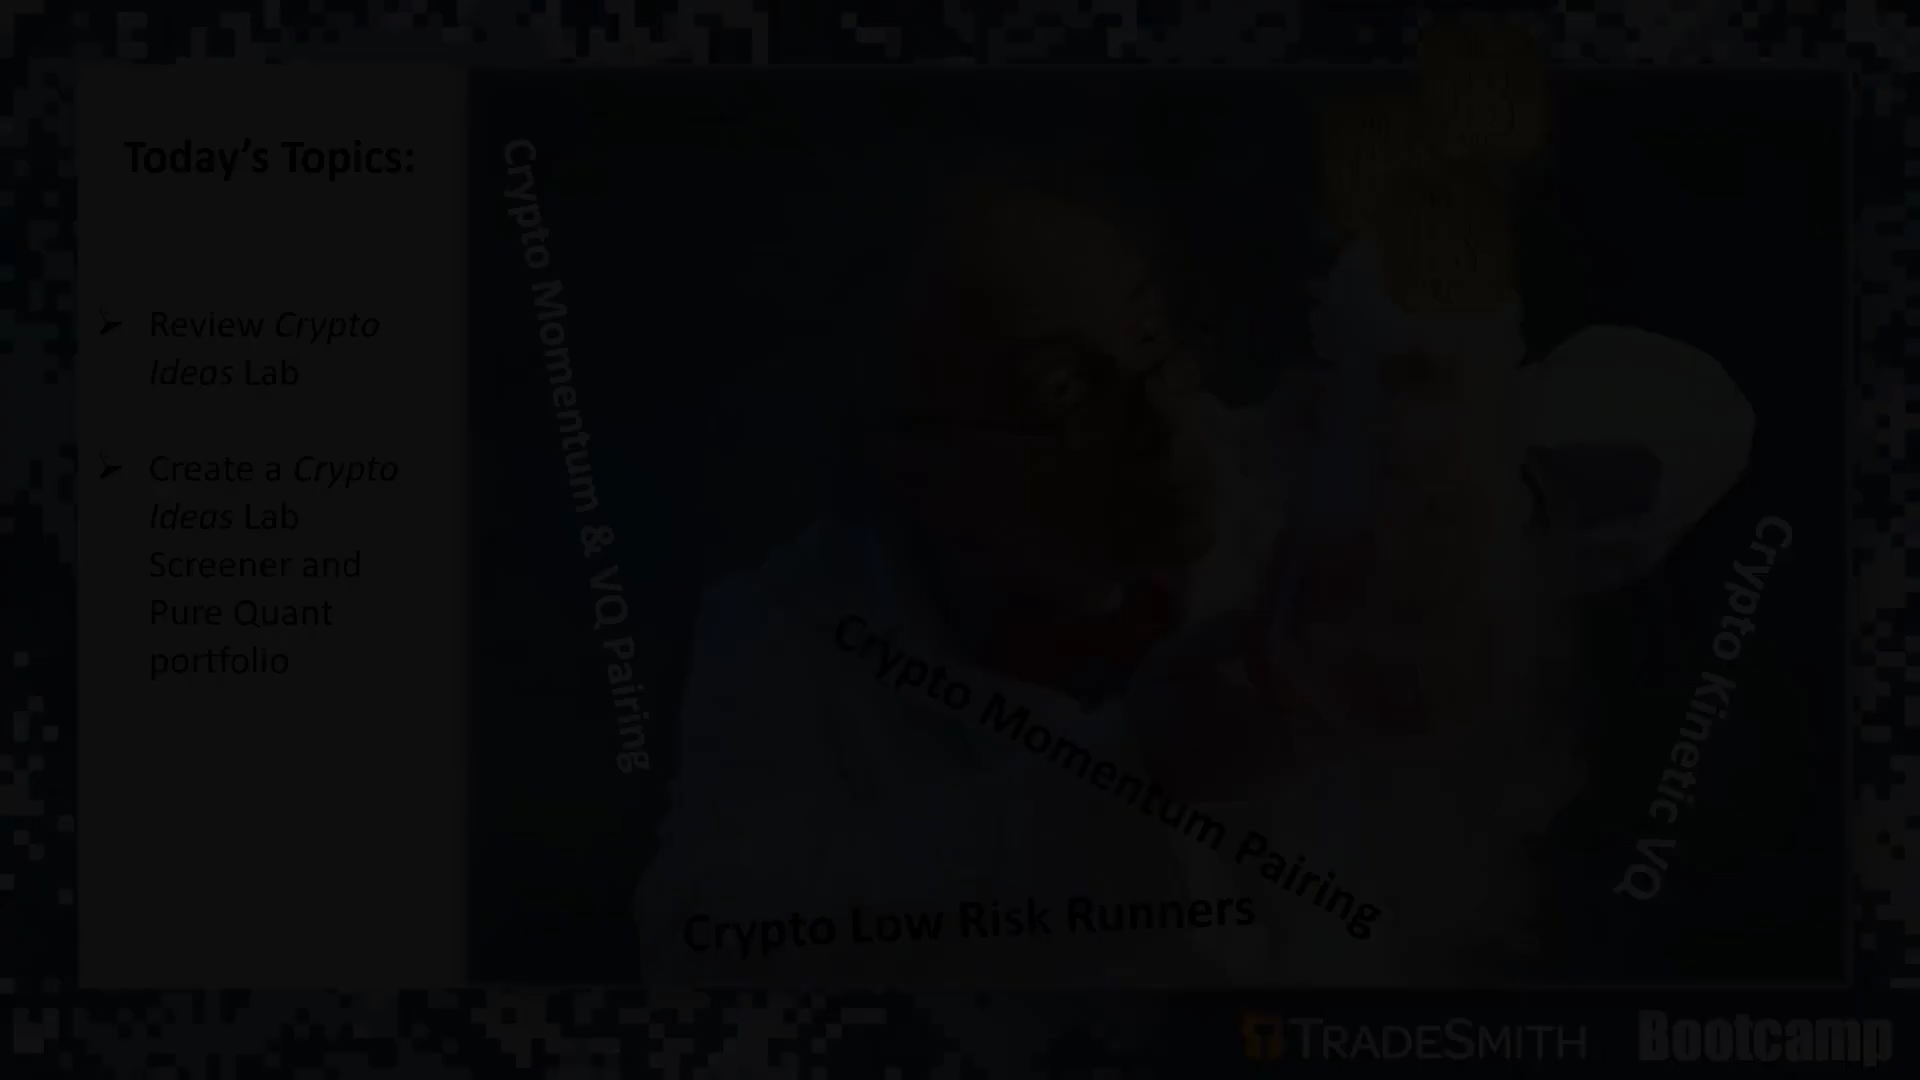 Today’s Topics:
➢ Review Crypto
Ideas Lab
➢ Create a Crypto
Ideas Lab
Screener and
Pure Quant
portfolio
Crypto Momentum & VQ Pairing
Crypto Momentum Pairing
Crypto Low Risk Runners
Crypto Kinetic VQ
TRADESMITH Bootcamp